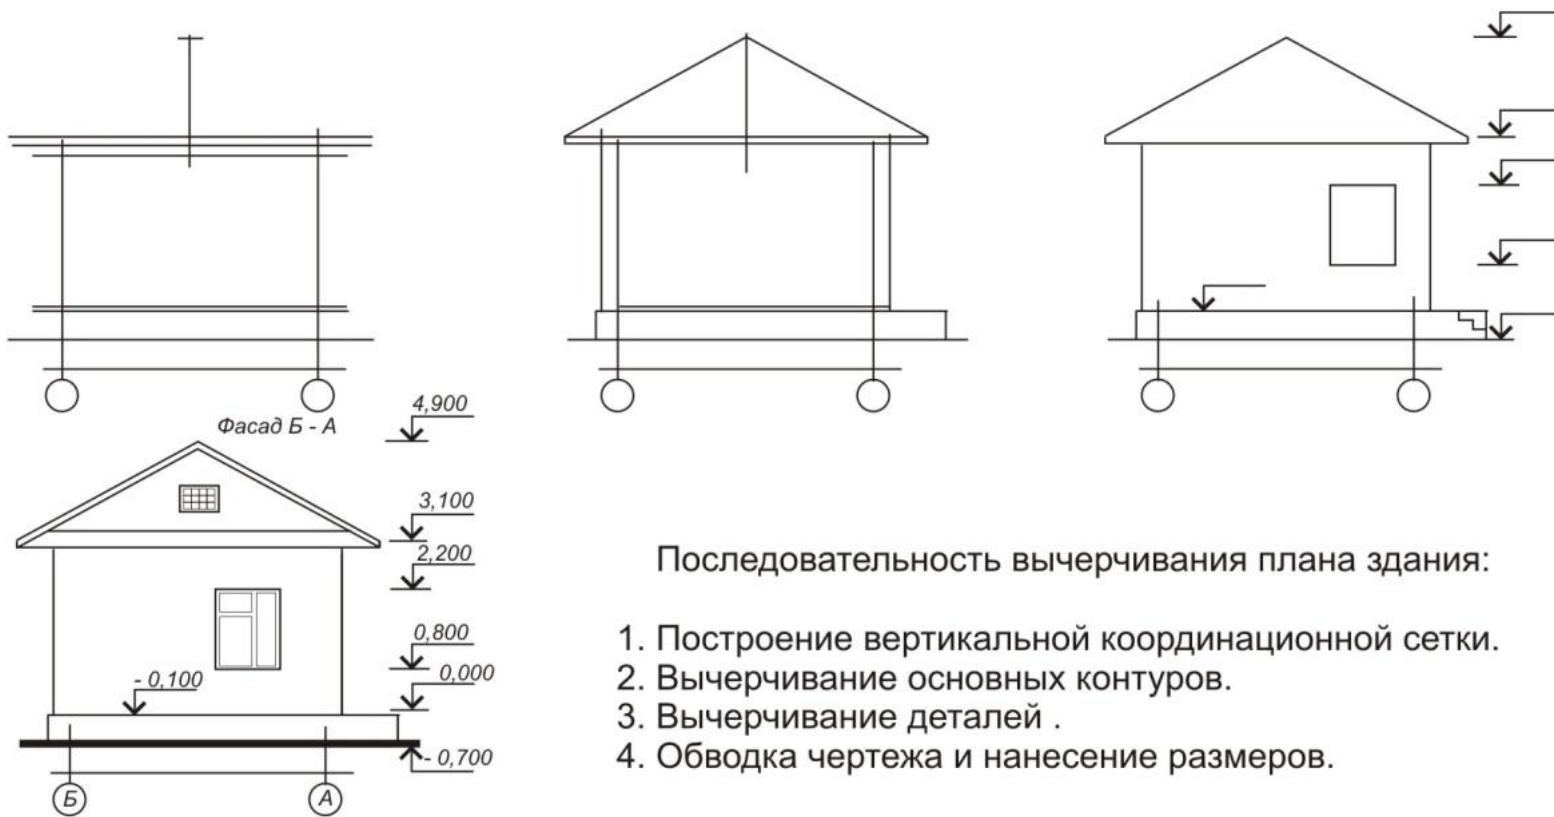 Фасад Б - А
4,900
3,100
2,200
0,800
0,000
- 0,100
- 0,700
Б
А
Последовательность вычерчивания плана здания:
1. Построение вертикальной координационной сетки.
2. Вычерчивание основных контуров.
3. Вычерчивание деталей .
4. Обводка чертежа и нанесение размеров.